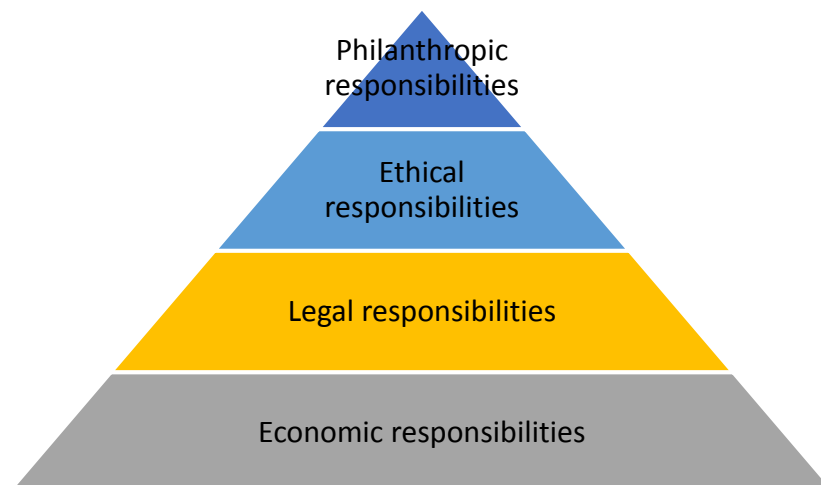 Philanthropic
responsibilities
Ethical
responsibilities
Legal responsibilities
Economic responsibilities